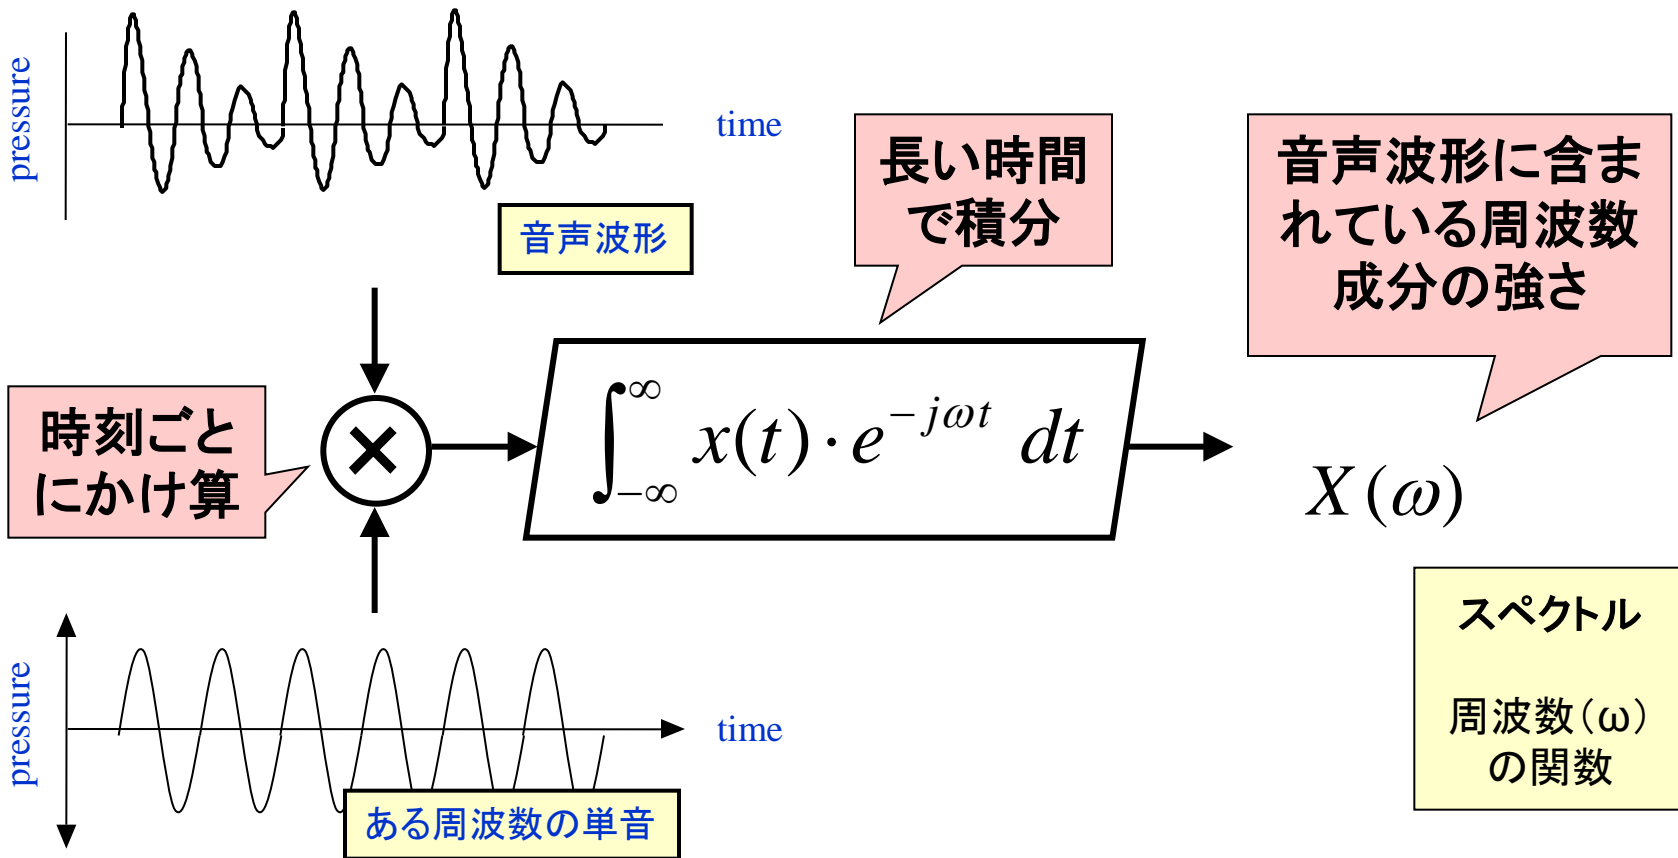 pressure
time
音声波形
長い時間
で積分
音声波形に含ま
れている周波数
成分の強さ
時刻ごと
にかけ算
×
∫_{-∞}^{∞} x(t)·e^{-jωt} dt
X(ω)
スペクトル
周波数(ω)
の関数
pressure
time
ある周波数の単音